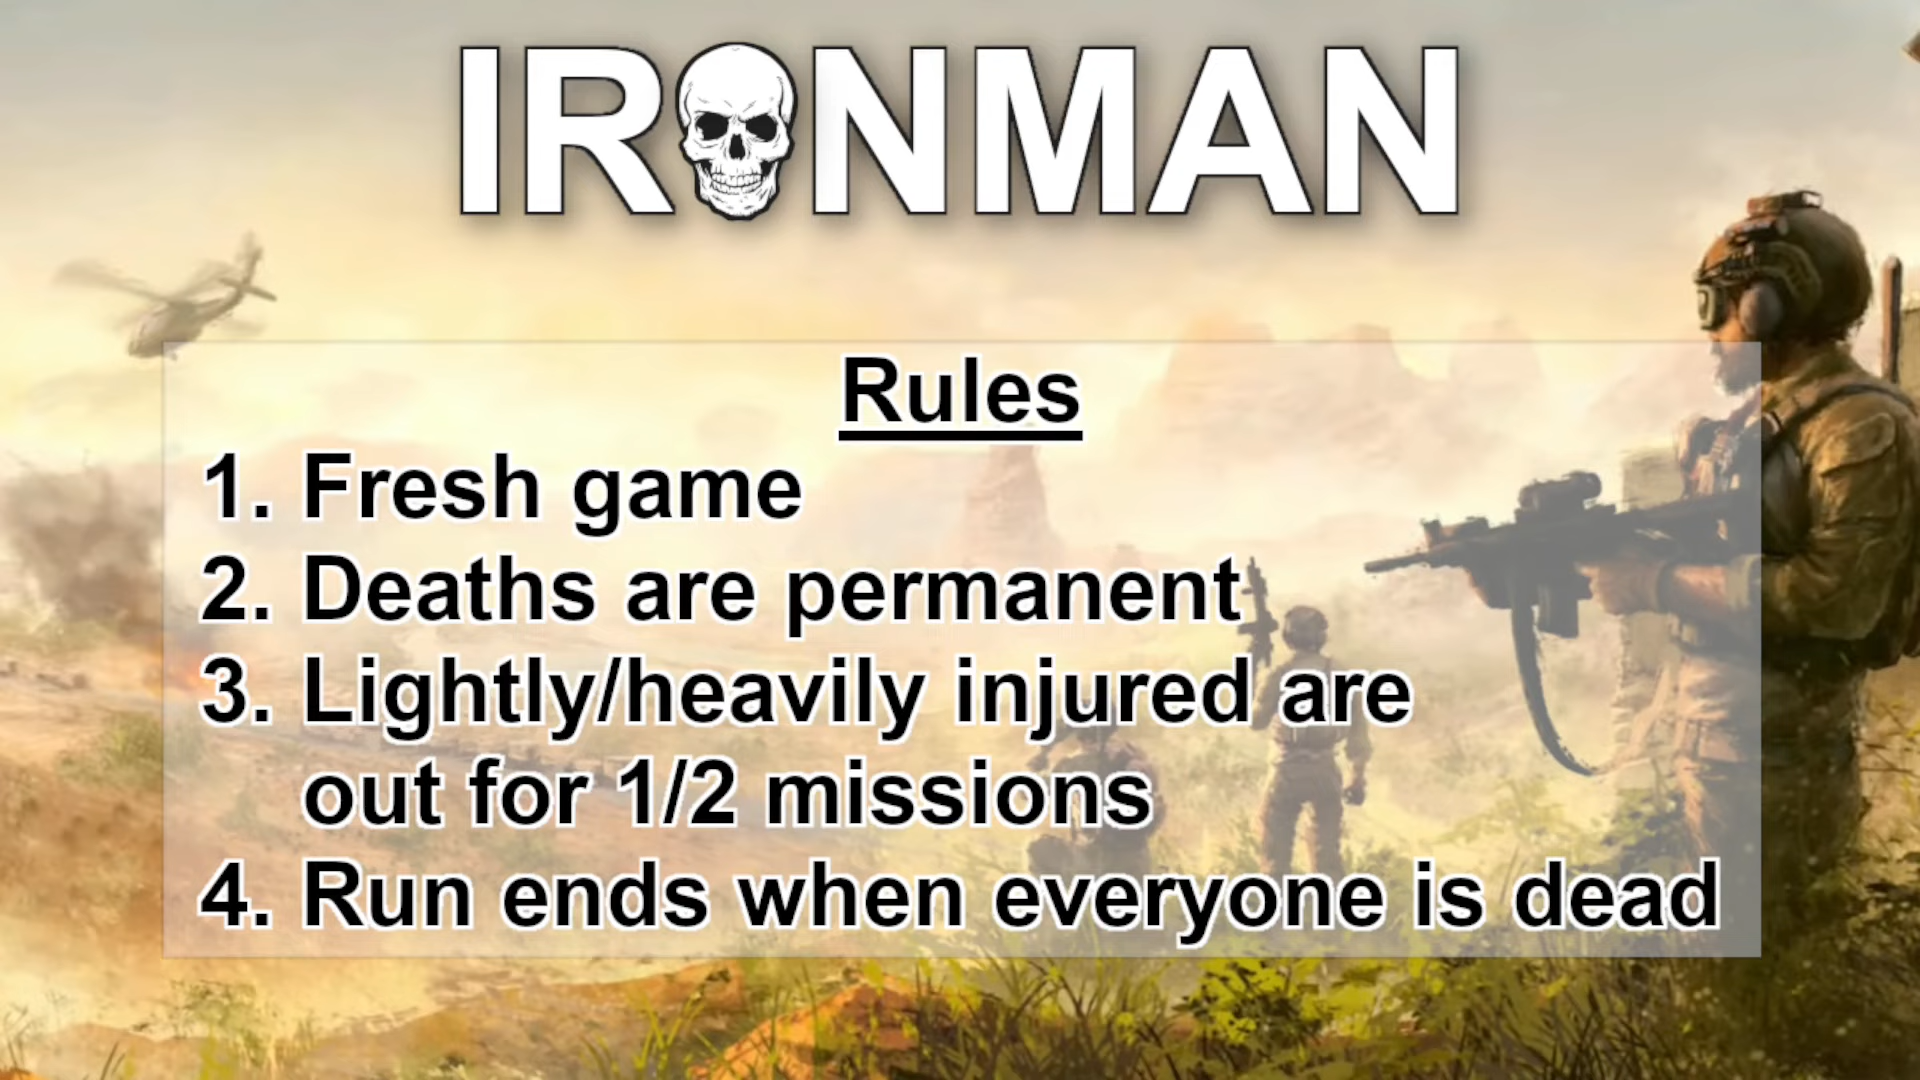 IRONMAN
Rules
1. Fresh game
2. Deaths are permanent
3. Lightly/heavily injured are
out for 1/2 missions
4. Run ends when everyone is dead